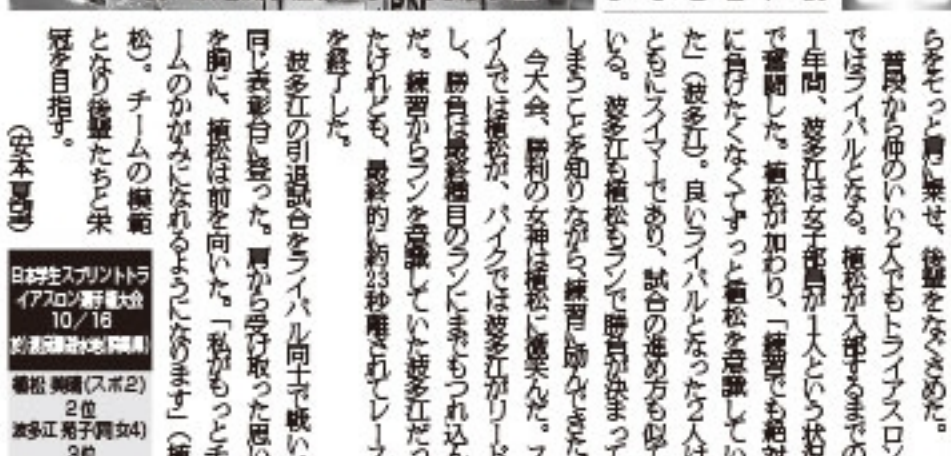 らをそっと肩に乗せ、後輩をなぐさめた。
普段から仲のいい2人でもトライアスロン
ではライバルとなる。植松が入部するまでの
1年間、波多江は女子部員が1人という状況
で奮闘した。植松が加わり、「練習でも絶対
に負けたくなくてずっと植松を意識してい
た」(波多江)。良いライバルとなった2人は
ともにスイマーであり、試合の進め方も似て
いる。波多江も植松もランで勝負が決まって
しまうことを知りながら、練習に励んできた
今大会、勝利の女神は植松に微笑んだ。ス
イムでは植松が、バイクでは波多江がリード
し、勝負は最終種目のランにまでもつれ込ん
だ。練習からランを意識していた波多江だっ
たけれども、最終的に約23秒離されてレース
を終了した。
波多江の引退試合をライバル同士で戦い
同じ表彰台に登った。肩から受け取った思い
を胸に、植松は前を向いた。「私がもっとチ
ームのかがみになれるようになります」(植
松)。チームの模範
となり後輩たちと栄
冠を目指す。
(安本
日本学生スプリントトラ
イアスロン選手権大会
10/16
於
植松 美晴(スポ2)
2位
波多江 晃子(同女4)
3位